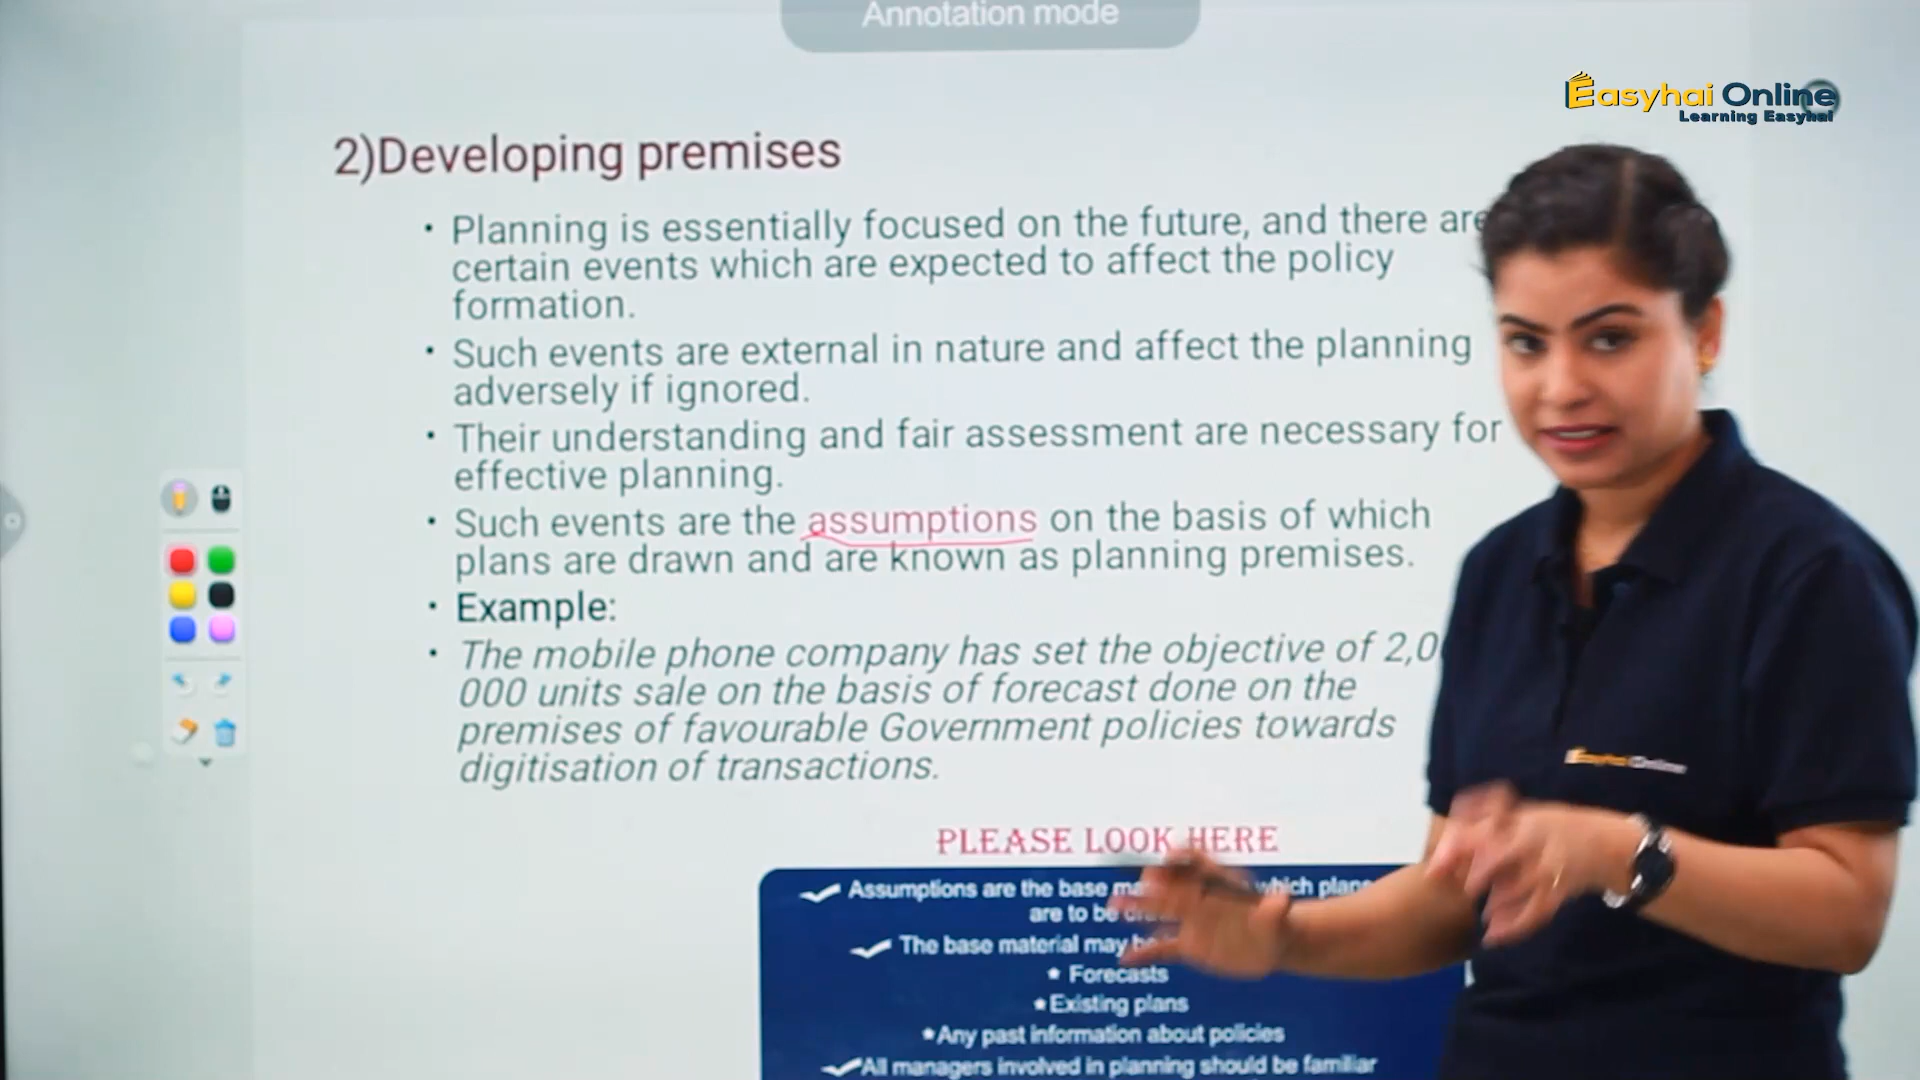 Annotation mode
Easyhai Online
Learning Easyhai
2)Developing premises
• Planning is essentially focused on the future, and there are
certain events which are expected to affect the policy
formation.
• Such events are external in nature and affect the planning
adversely if ignored.
• Their understanding and fair assessment are necessary for
effective planning.
• Such events are the assumptions on the basis of which
plans are drawn and are known as planning premises.
• Example:
• The mobile phone company has set the objective of 2,0
000 units sale on the basis of forecast done on the
premises of favourable Government policies towards
digitisation of transactions.
Easyhai Online
PLEASE LOOK HERE
Assumptions are the base which plans
are to be
The base material may
* Forecasts
*Existing plans
*Any past information about policies
All managers involved in planning should be familiar